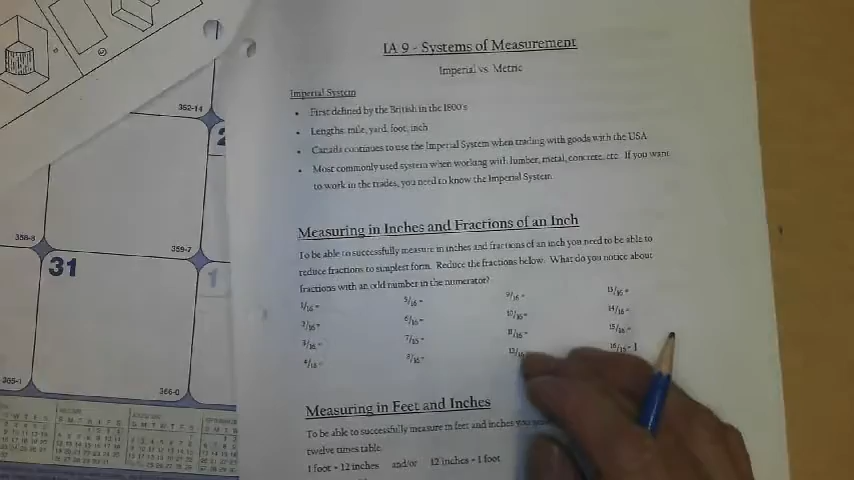 IA 9 - Systems of Measurement
Imperial vs. Metric
Imperial System
• First defined by the British in the 1800's
• Lengths: mile, yard, foot, inch
• Canada continues to use the Imperial System when trading with goods with the USA
• Most commonly used system when working with lumber, metal, concrete, etc. If you want
to work in the trades, you need to know the Imperial System.
Measuring in Inches and Fractions of an Inch
To be able to successfully measure in inches and fractions of an inch you need to be able to
reduce fractions to simplest form. Reduce the fractions below. What do you notice about
fractions with an odd number in the numerator?
1/16 = 5/16 = 9/16 = 13/16 =
2/16 = 6/16 = 10/16 = 14/16 =
3/16 = 7/16 = 11/16 = 15/16 =
4/16 = 8/16 = 12/16 16/16 = 1
Measuring in Feet and Inches
To be able to successfully measure in feet and inches you
twelve times table.
1 foot = 12 inches and/or 12 inches = 1 foot
352-14
2
358-8
359-7
31
1
365-1
366-0